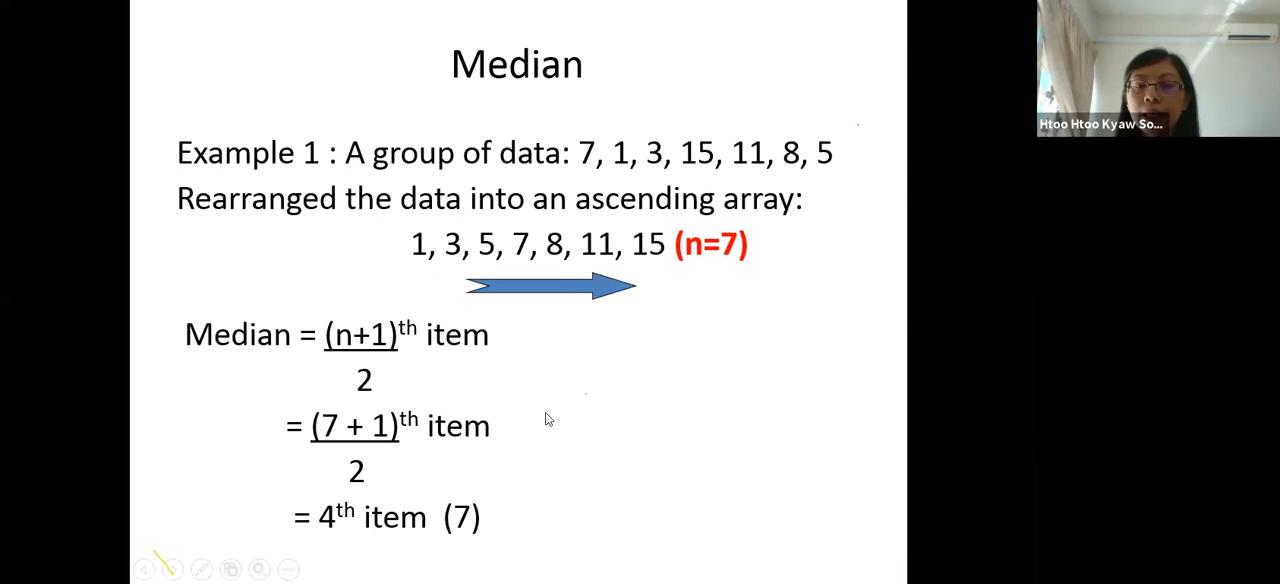 Median
Example 1 : A group of data: 7, 1, 3, 15, 11, 8, 5
Rearranged the data into an ascending array:
1, 3, 5, 7, 8, 11, 15 (n=7)
Median = (n+1)th item
2
= (7 + 1)th item
2
= 4th item (7)
Htoo Htoo Kyaw So...